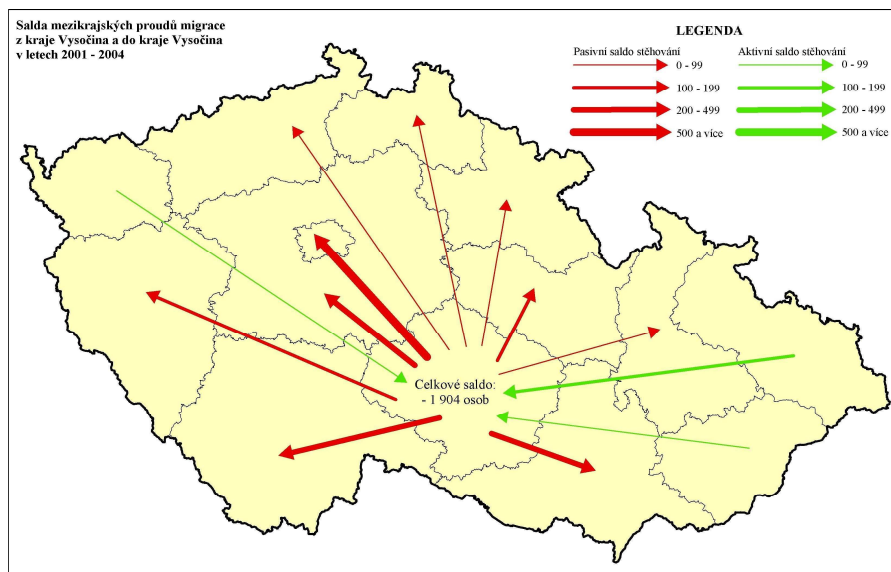 Salda mezikrajských proudů migrace
z kraje Vysočina a do kraje Vysočina
v letech 2001 - 2004
LEGENDA
Pasivní saldo stěhování
0 - 99
100 - 199
200 - 499
500 a více
Aktivní saldo stěhování
0 - 99
100 - 199
200 - 499
500 a více
Celkové saldo:
- 1 904 osob